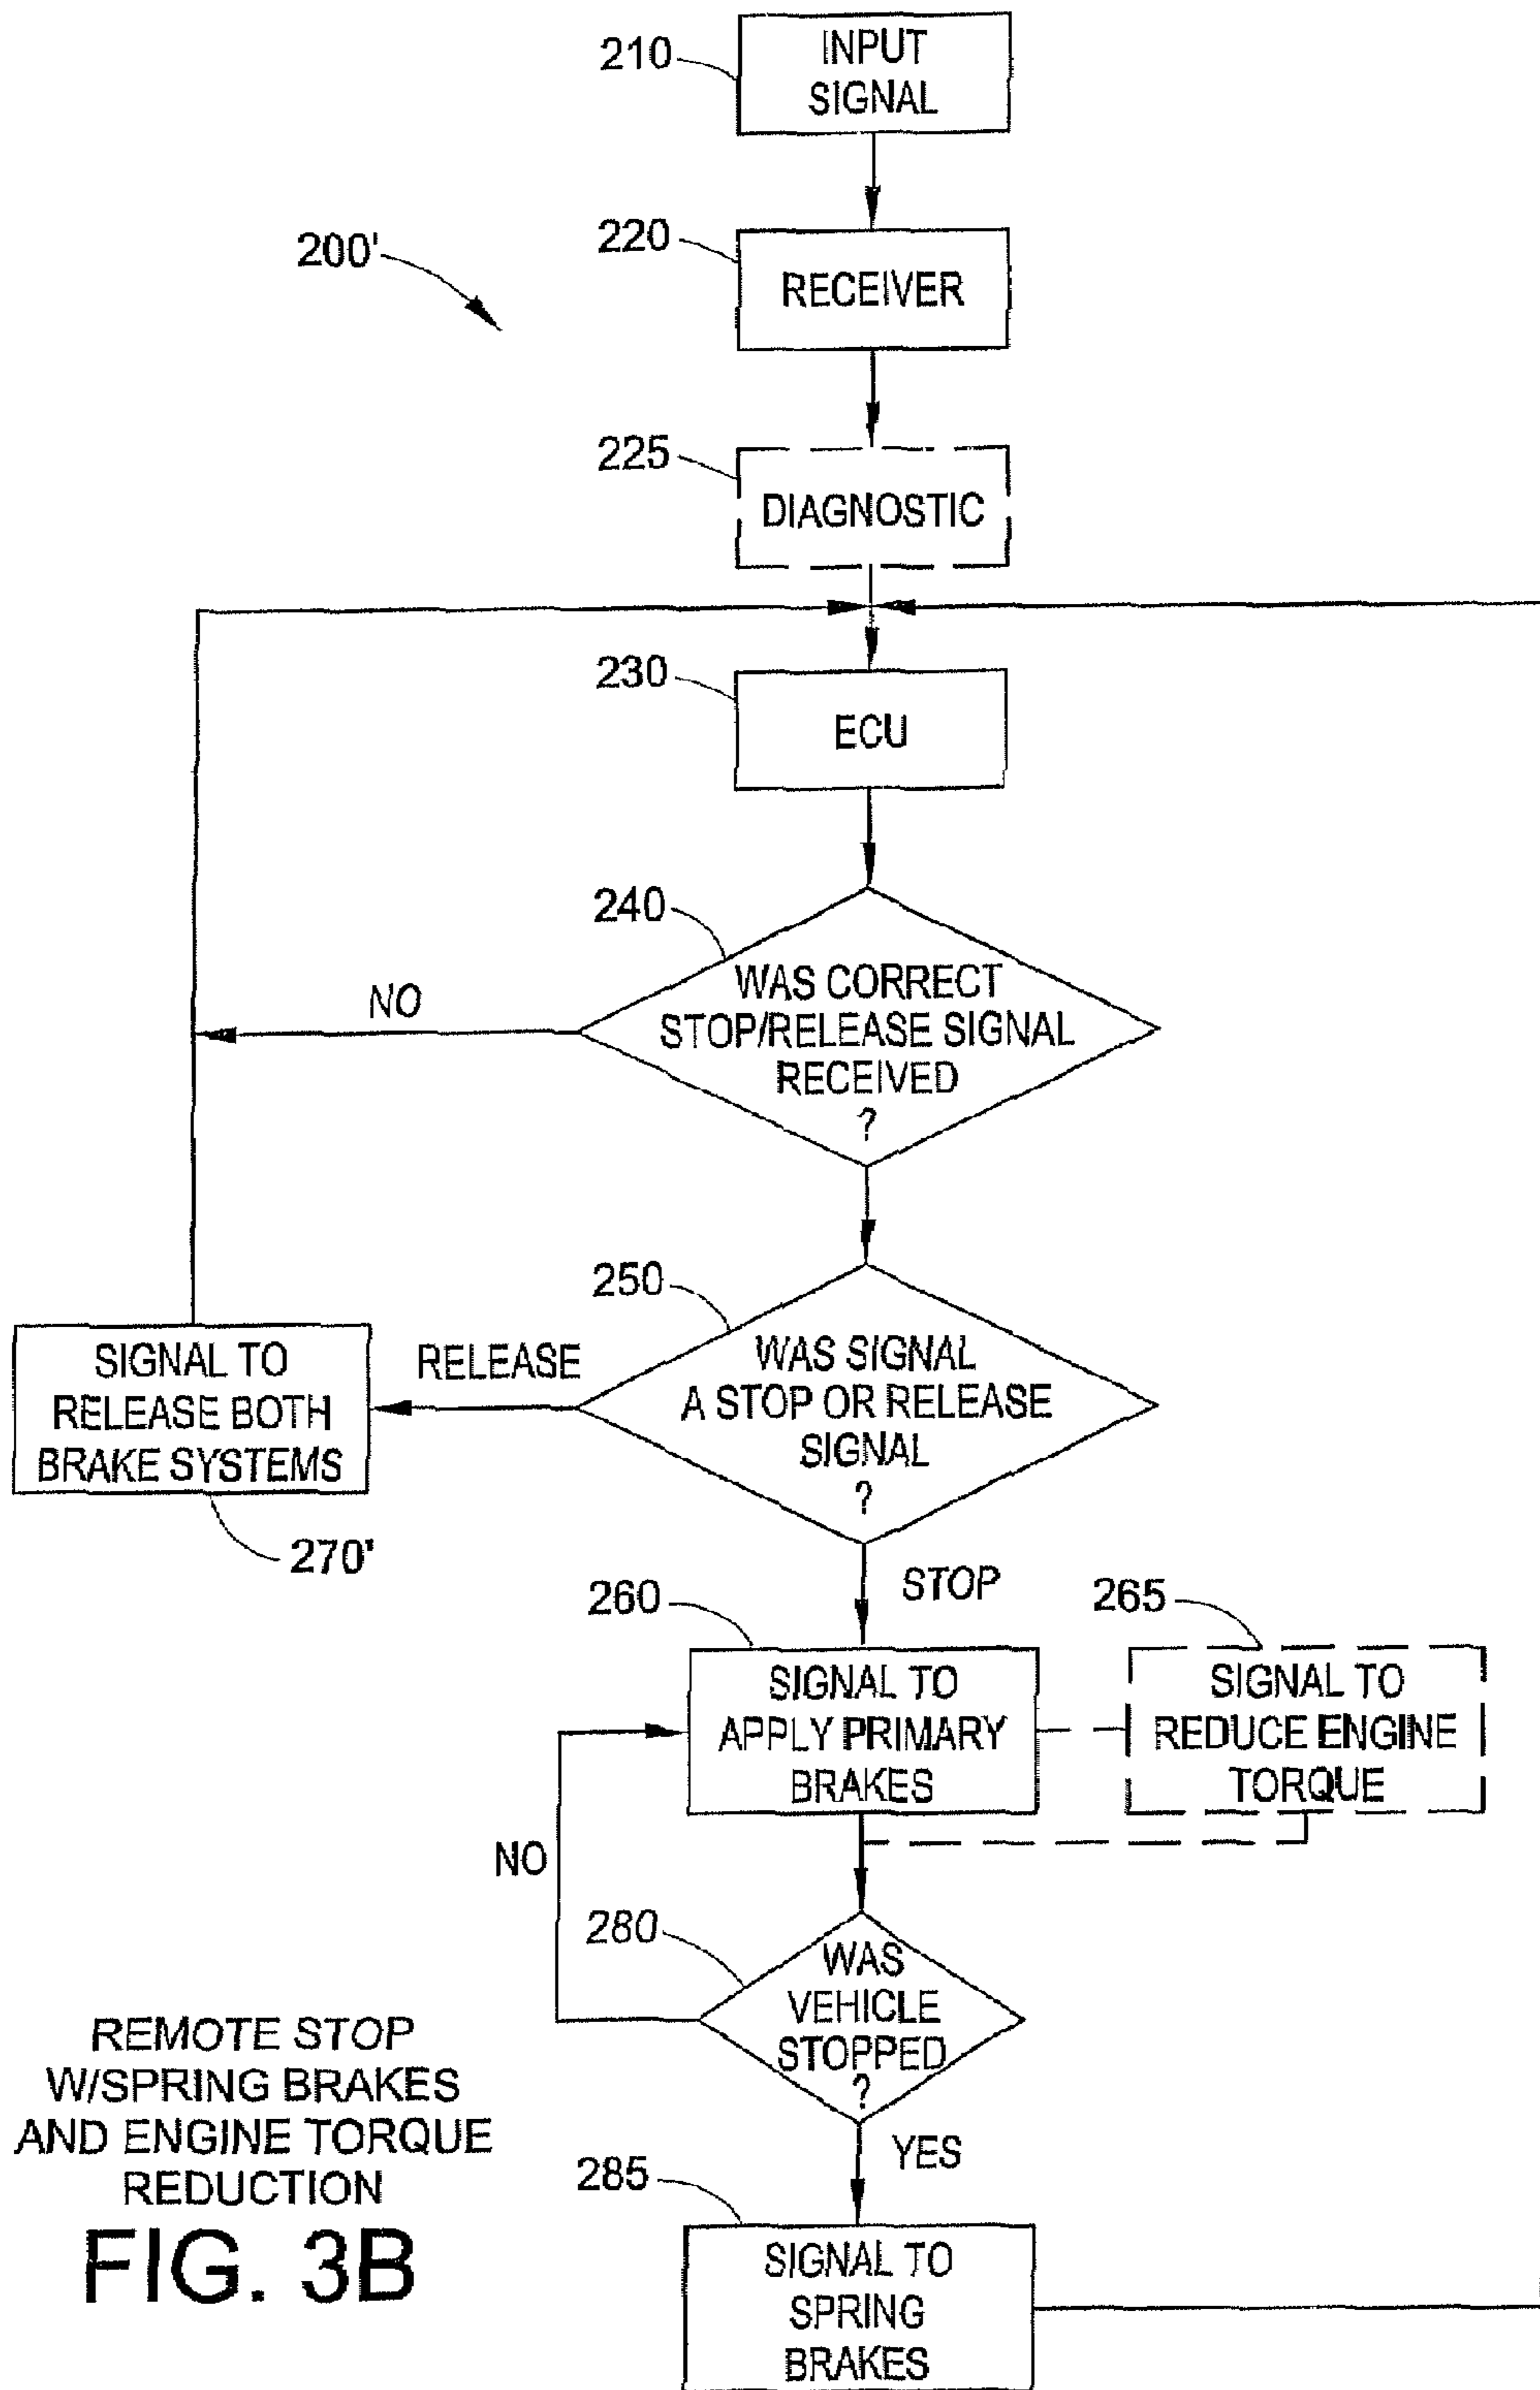 210
INPUT
SIGNAL
200'
220
RECEIVER
225
DIAGNOSTIC
230
ECU
240
WAS CORRECT
STOP/RELEASE SIGNAL
RECEIVED
?
NO
250
WAS SIGNAL
A STOP OR RELEASE
SIGNAL
?
RELEASE
SIGNAL TO
RELEASE BOTH
BRAKE SYSTEMS
270'
STOP
260
SIGNAL TO
APPLY PRIMARY
BRAKES
265
SIGNAL TO
REDUCE ENGINE
TORQUE
NO
280
WAS
VEHICLE
STOPPED
?
YES
285
SIGNAL TO
SPRING
BRAKES
REMOTE STOP
W/SPRING BRAKES
AND ENGINE TORQUE
REDUCTION
FIG. 3B